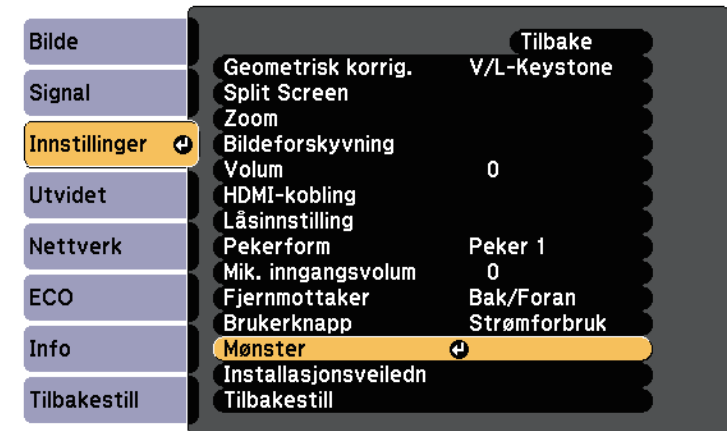 Bilde
Signal
Innstillinger
Utvidet
Nettverk
ECO
Info
Tilbakestill
Tilbake
Geometrisk korrig. V/L-Keystone
Split Screen
Zoom
Bildeforskyvning
Volum 0
HDMI-kobling
Låsinnstilling
Pekerform Peker 1
Mik. inngangsvolum 0
Fjernmottaker Bak/Foran
Brukerknapp Strømforbruk
Mønster
Installasjonsveiledn
Tilbakestill